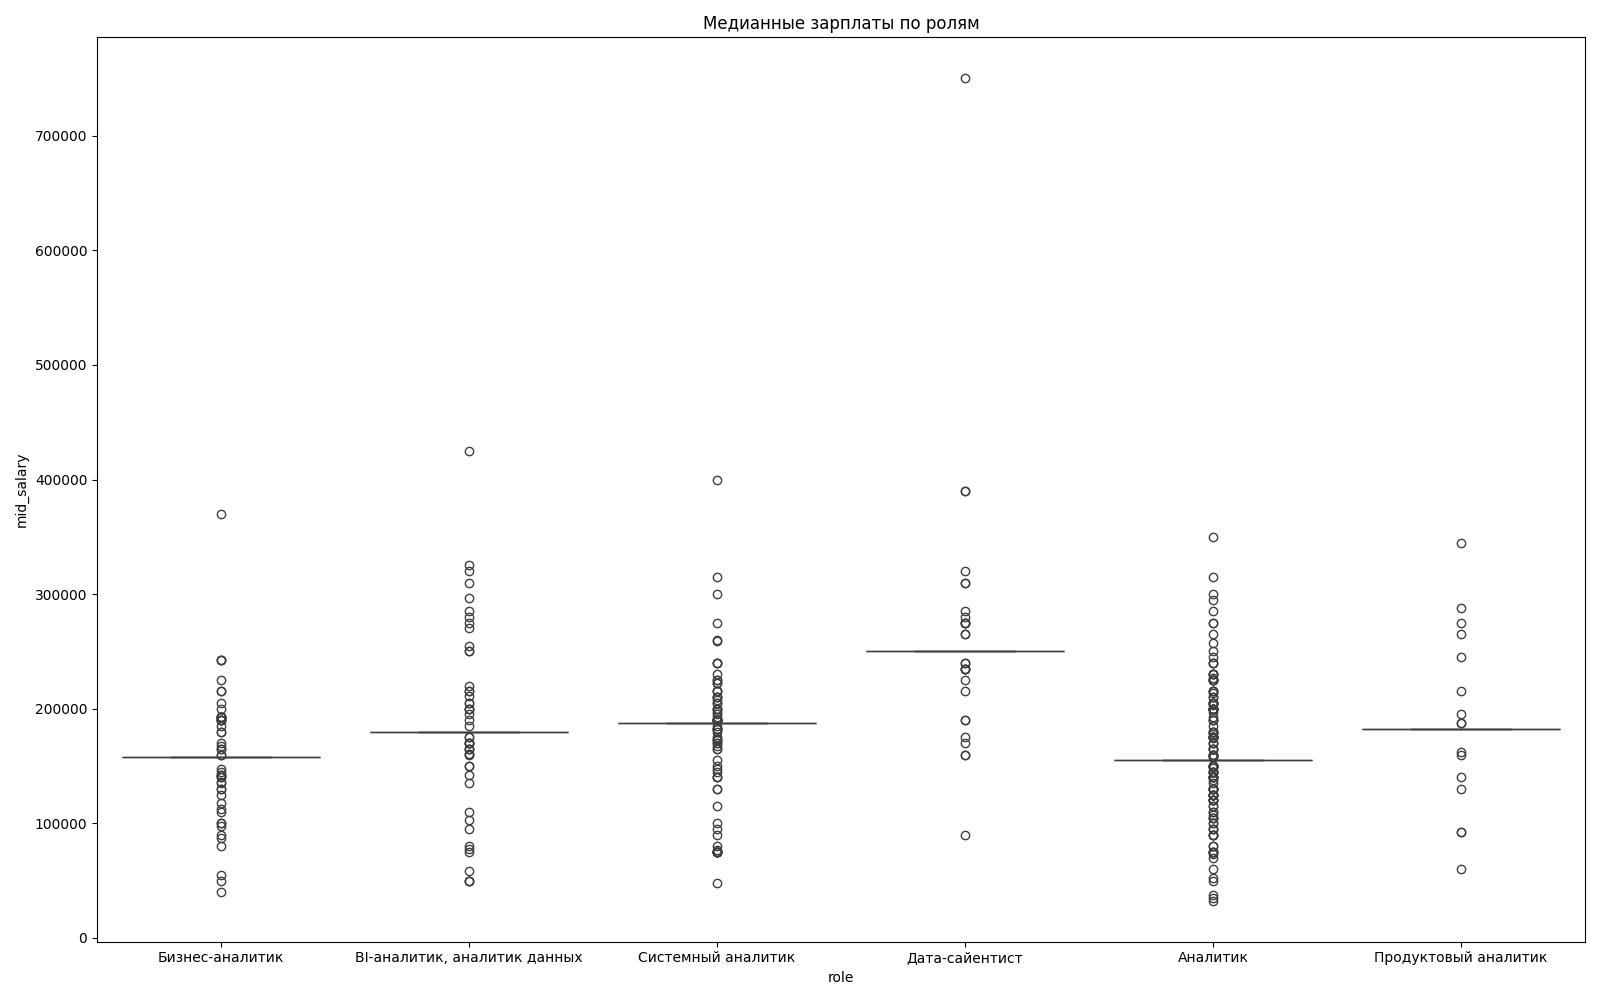 Медианные зарплаты по ролям
700000
600000
500000
400000
300000
200000
100000
0
mid_salary
Бизнес-аналитик
BI-аналитик, аналитик данных
Системный аналитик
Дата-сайентист
Аналитик
Продуктовый аналитик
role